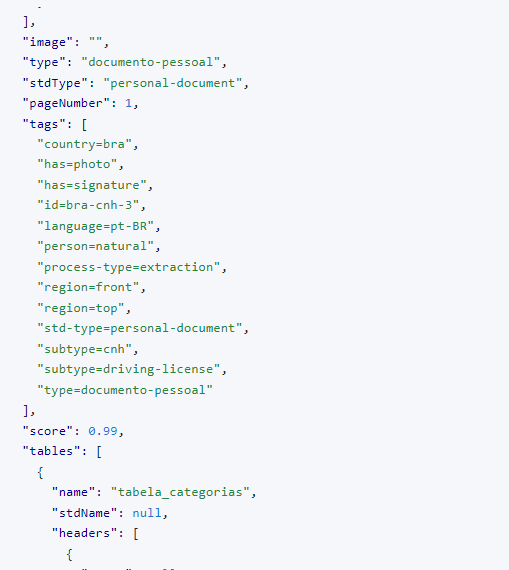 ],
"image": "",
"type": "documento-pessoal",
"stdType": "personal-document",
"pageNumber": 1,
"tags": [
"country=bra",
"has=photo",
"has=signature",
"id=bra-cnh-3",
"language=pt-BR",
"person=natural",
"process-type=extraction",
"region=front",
"region=top",
"std-type=personal-document",
"subtype=cnh",
"subtype=driving-license",
"type=documento-pessoal"
],
"score": 0.99,
"tables": [
{
"name": "tabela_categorias",
"stdName": null,
"headers": [
{